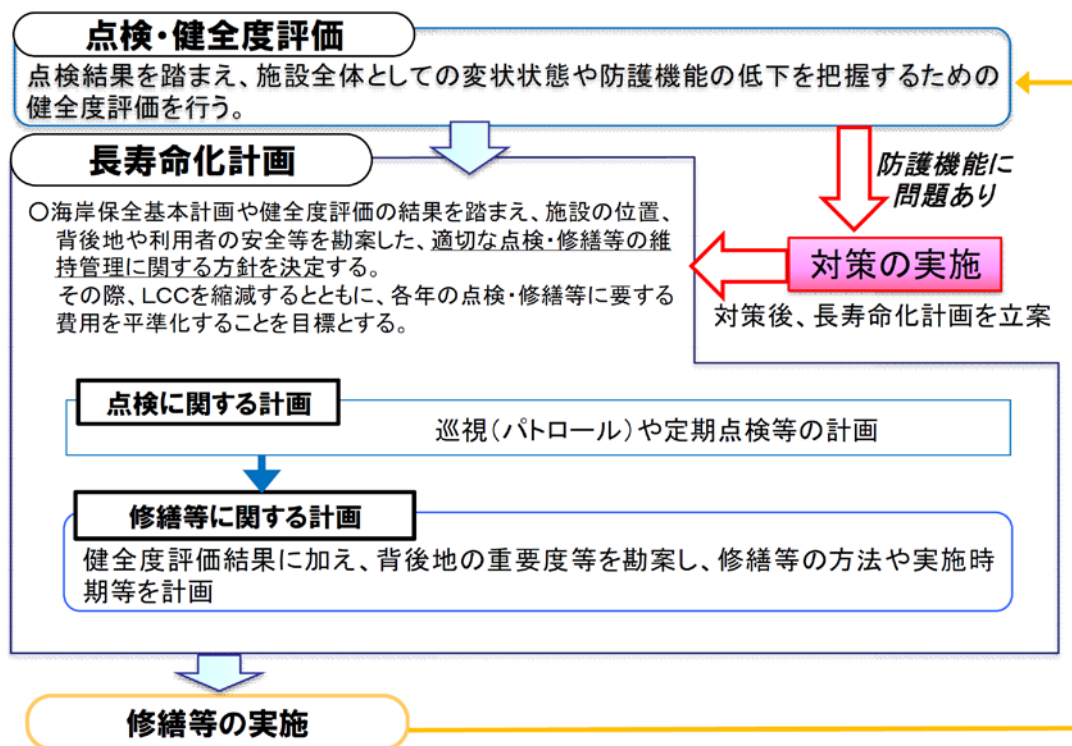 点検・健全度評価
点検結果を踏まえ、施設全体としての変状状態や防護機能の低下を把握するための
健全度評価を行う。
長寿命化計画
防護機能に
問題あり
○海岸保全基本計画や健全度評価の結果を踏まえ、施設の位置、
背後地や利用者の安全等を勘案した、適切な点検・修繕等の維
持管理に関する方針を決定する。
その際、LCCを縮減するとともに、各年の点検・修繕等に要する
費用を平準化することを目標とする。
対策の実施
対策後、長寿命化計画を立案
点検に関する計画
巡視（パトロール）や定期点検等の計画
修繕等に関する計画
健全度評価結果に加え、背後地の重要度等を勘案し、修繕等の方法や実施時
期等を計画
修繕等の実施